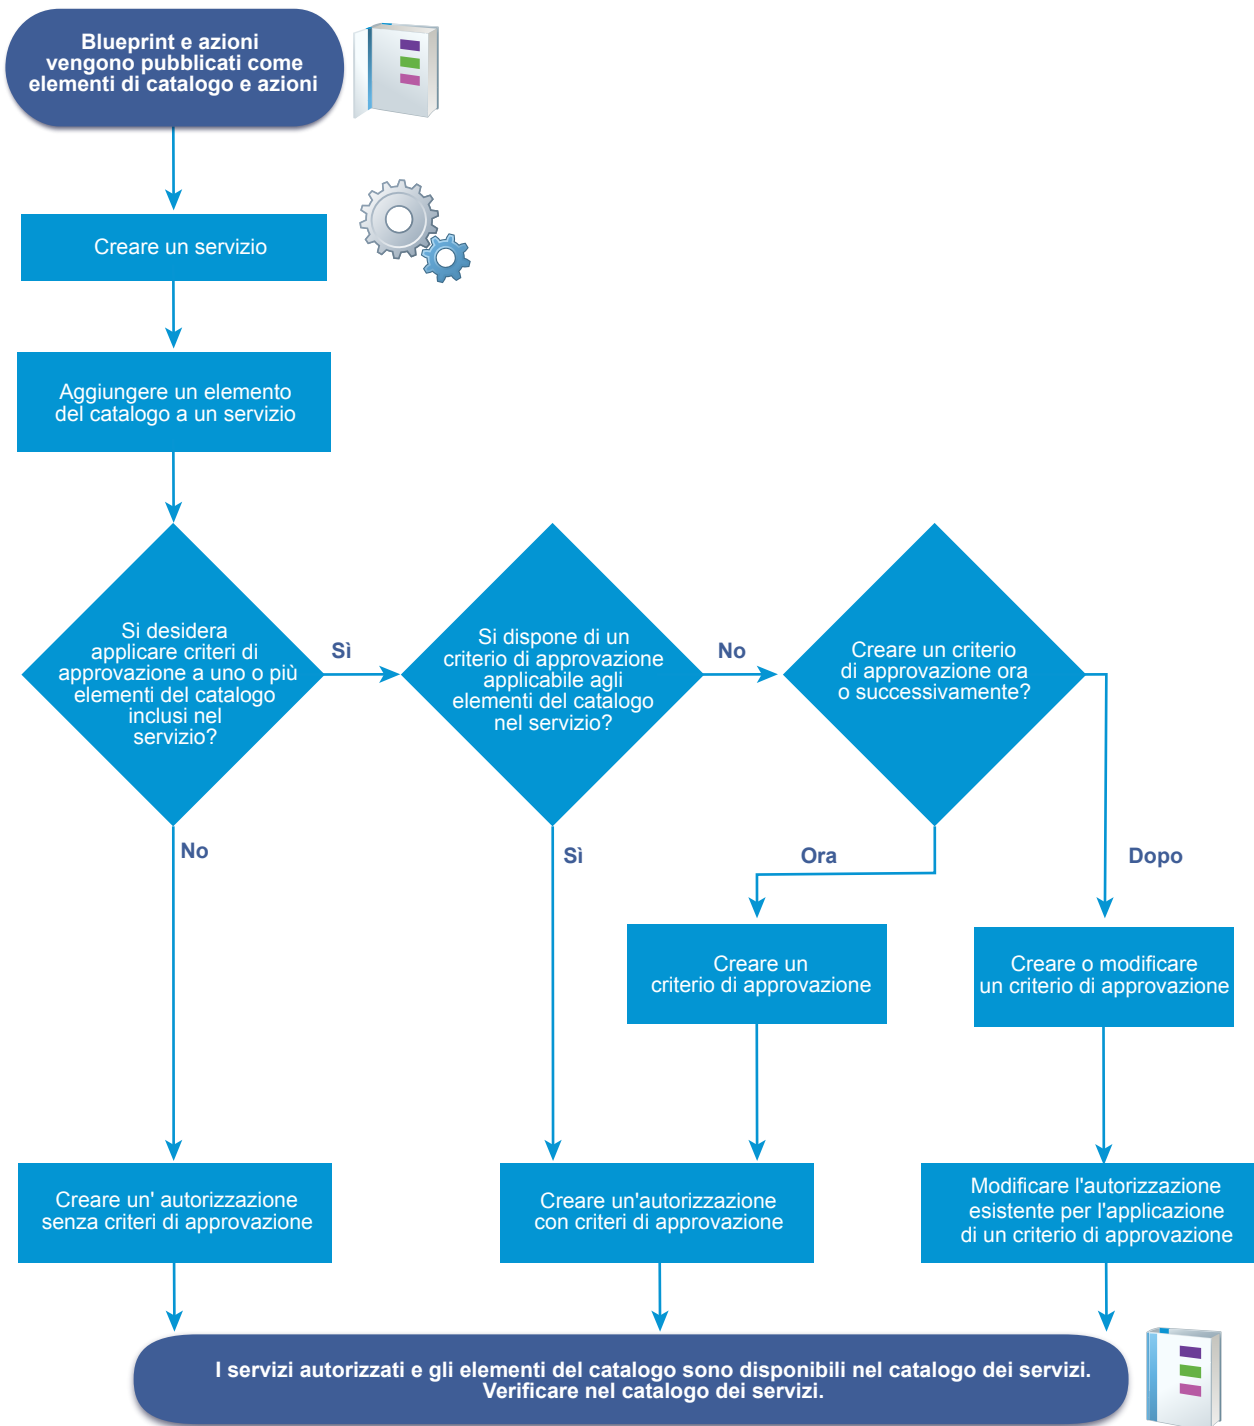 Blueprint e azioni
vengono pubblicati come
elementi di catalogo e azioni
Creare un servizio
Aggiungere un elemento
del catalogo a un servizio
Si desidera
applicare criteri di
approvazione a uno o più
elementi del catalogo
inclusi nel
servizio?
Sì
Si dispone di un
criterio di approvazione
applicabile agli
elementi del catalogo
nel servizio?
No
Creare un criterio
di approvazione ora
o successivamente?
No
Sì
Ora
Dopo
Creare un
criterio di approvazione
Creare o modificare
un criterio di approvazione
Creare un' autorizzazione
senza criteri di approvazione
Creare un'autorizzazione
con criteri di approvazione
Modificare l'autorizzazione
esistente per l'applicazione
di un criterio di approvazione
I servizi autorizzati e gli elementi del catalogo sono disponibili nel catalogo dei servizi.
Verificare nel catalogo dei servizi.